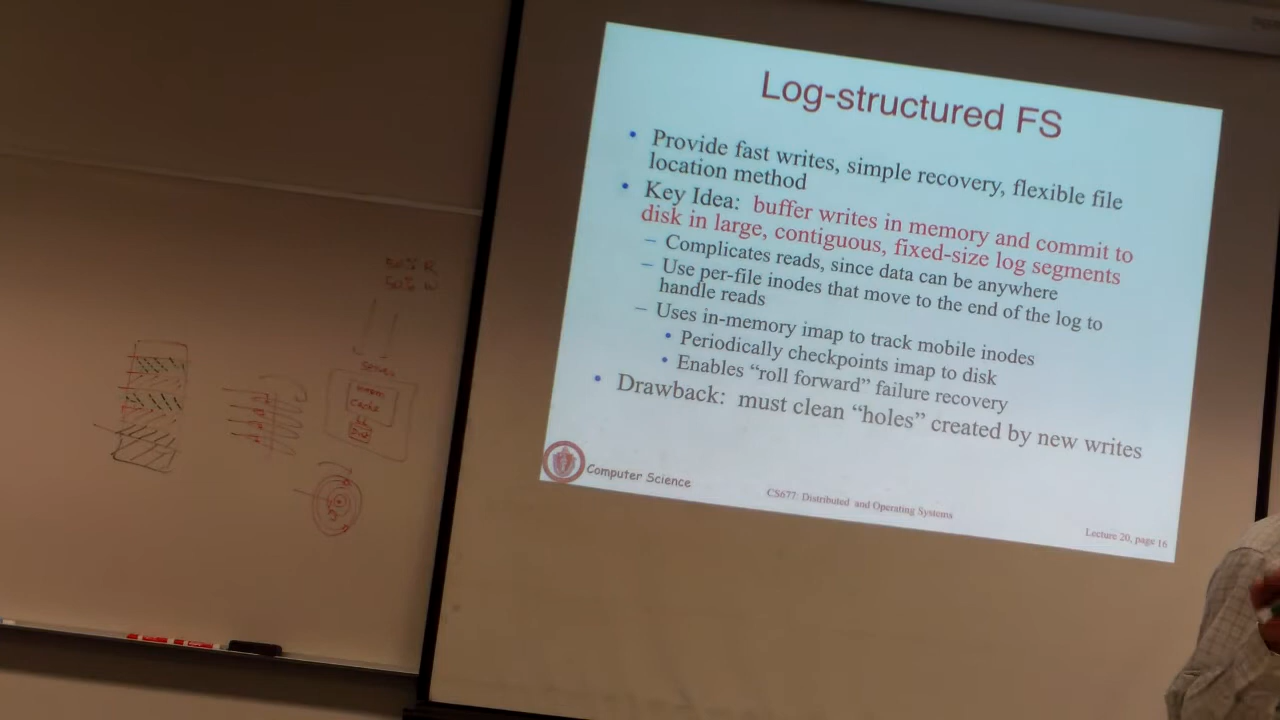 50% R
50% W
Server
Cache
Log-structured FS
• Provide fast writes, simple recovery, flexible file
location method
• Key Idea: buffer writes in memory and commit to
disk in large, contiguous, fixed-size log segments
– Complicates reads, since data can be anywhere
– Use per-file inodes that move to the end of the log to
handle reads
– Uses in-memory imap to track mobile inodes
• Periodically checkpoints imap to disk
• Enables “roll forward” failure recovery
• Drawback: must clean “holes” created by new writes
Computer Science
CS677: Distributed and Operating Systems
Lecture 20, page 16